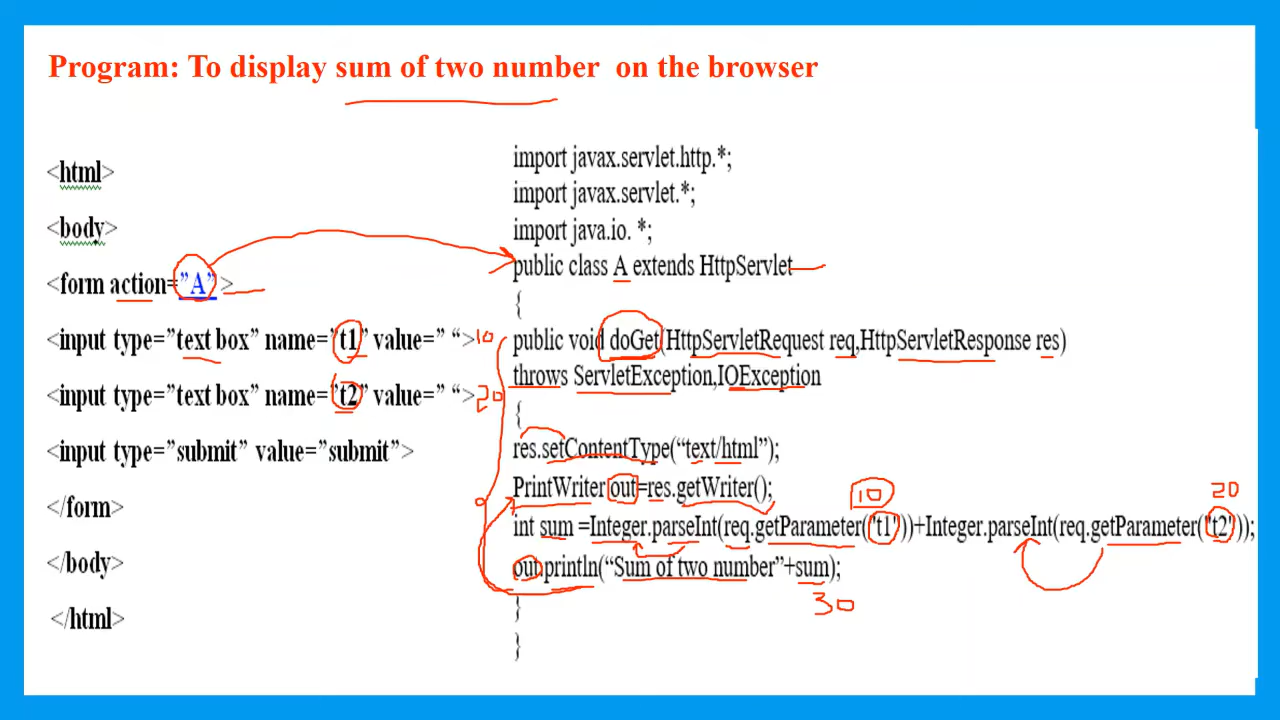 Program: To display sum of two number on the browser
<html>
<body>
<form action="A" >
<input type="text box" name="t1" value=" ">10
<input type="text box" name="t2" value=" ">20
<input type="submit" value="submit">
</form>
</body>
</html>
import javax.servlet.http.*;
import javax.servlet.*;
import java.io. *;
public class A extends HttpServlet
{
public void doGet(HttpServletRequest req,HttpServletResponse res)
throws ServletException,IOException
{
res.setContentType("text/html");
PrintWriter out=res.getWriter();
10 20
int sum =Integer.parseInt(req.getParameter("t1"))+Integer.parseInt(req.getParameter("t2"));
out.println("Sum of two number"+sum);
30
}
}